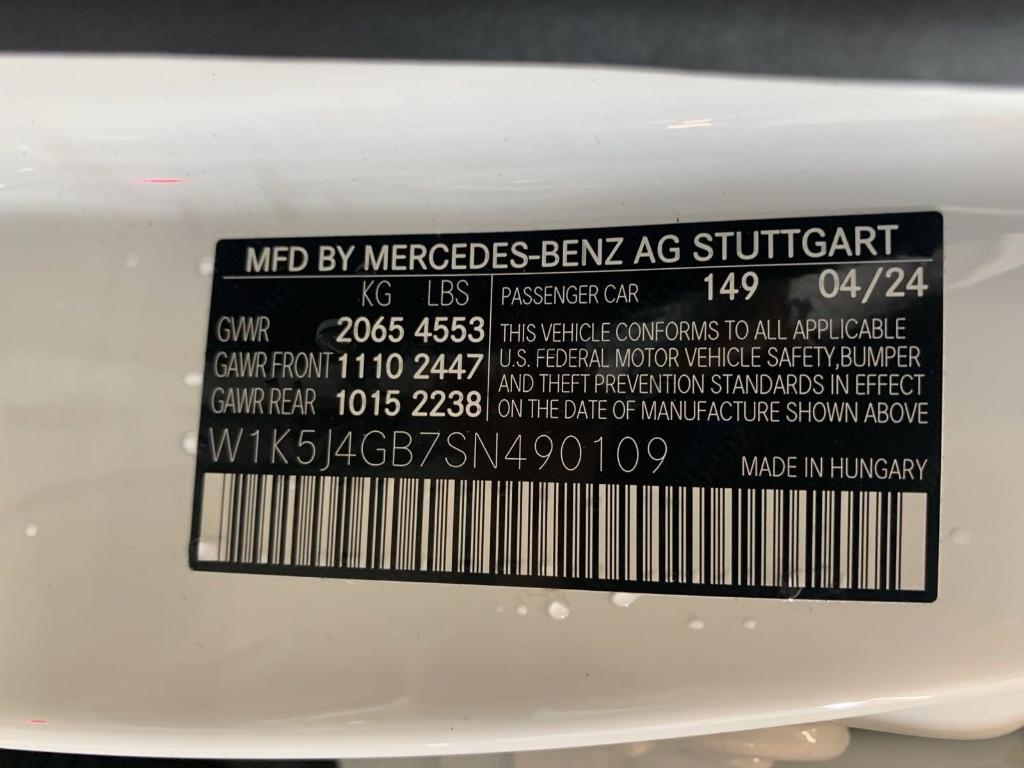 MFD BY MERCEDES-BENZ AG STUTTGART
KG LBS
GVWR 2065 4553
GAWR FRONT 1110 2447
GAWR REAR 1015 2238
PASSENGER CAR 149 04/24
THIS VEHICLE CONFORMS TO ALL APPLICABLE
U.S. FEDERAL MOTOR VEHICLE SAFETY,BUMPER
AND THEFT PREVENTION STANDARDS IN EFFECT
ON THE DATE OF MANUFACTURE SHOWN ABOVE
W1K5J4GB7SN490109
MADE IN HUNGARY